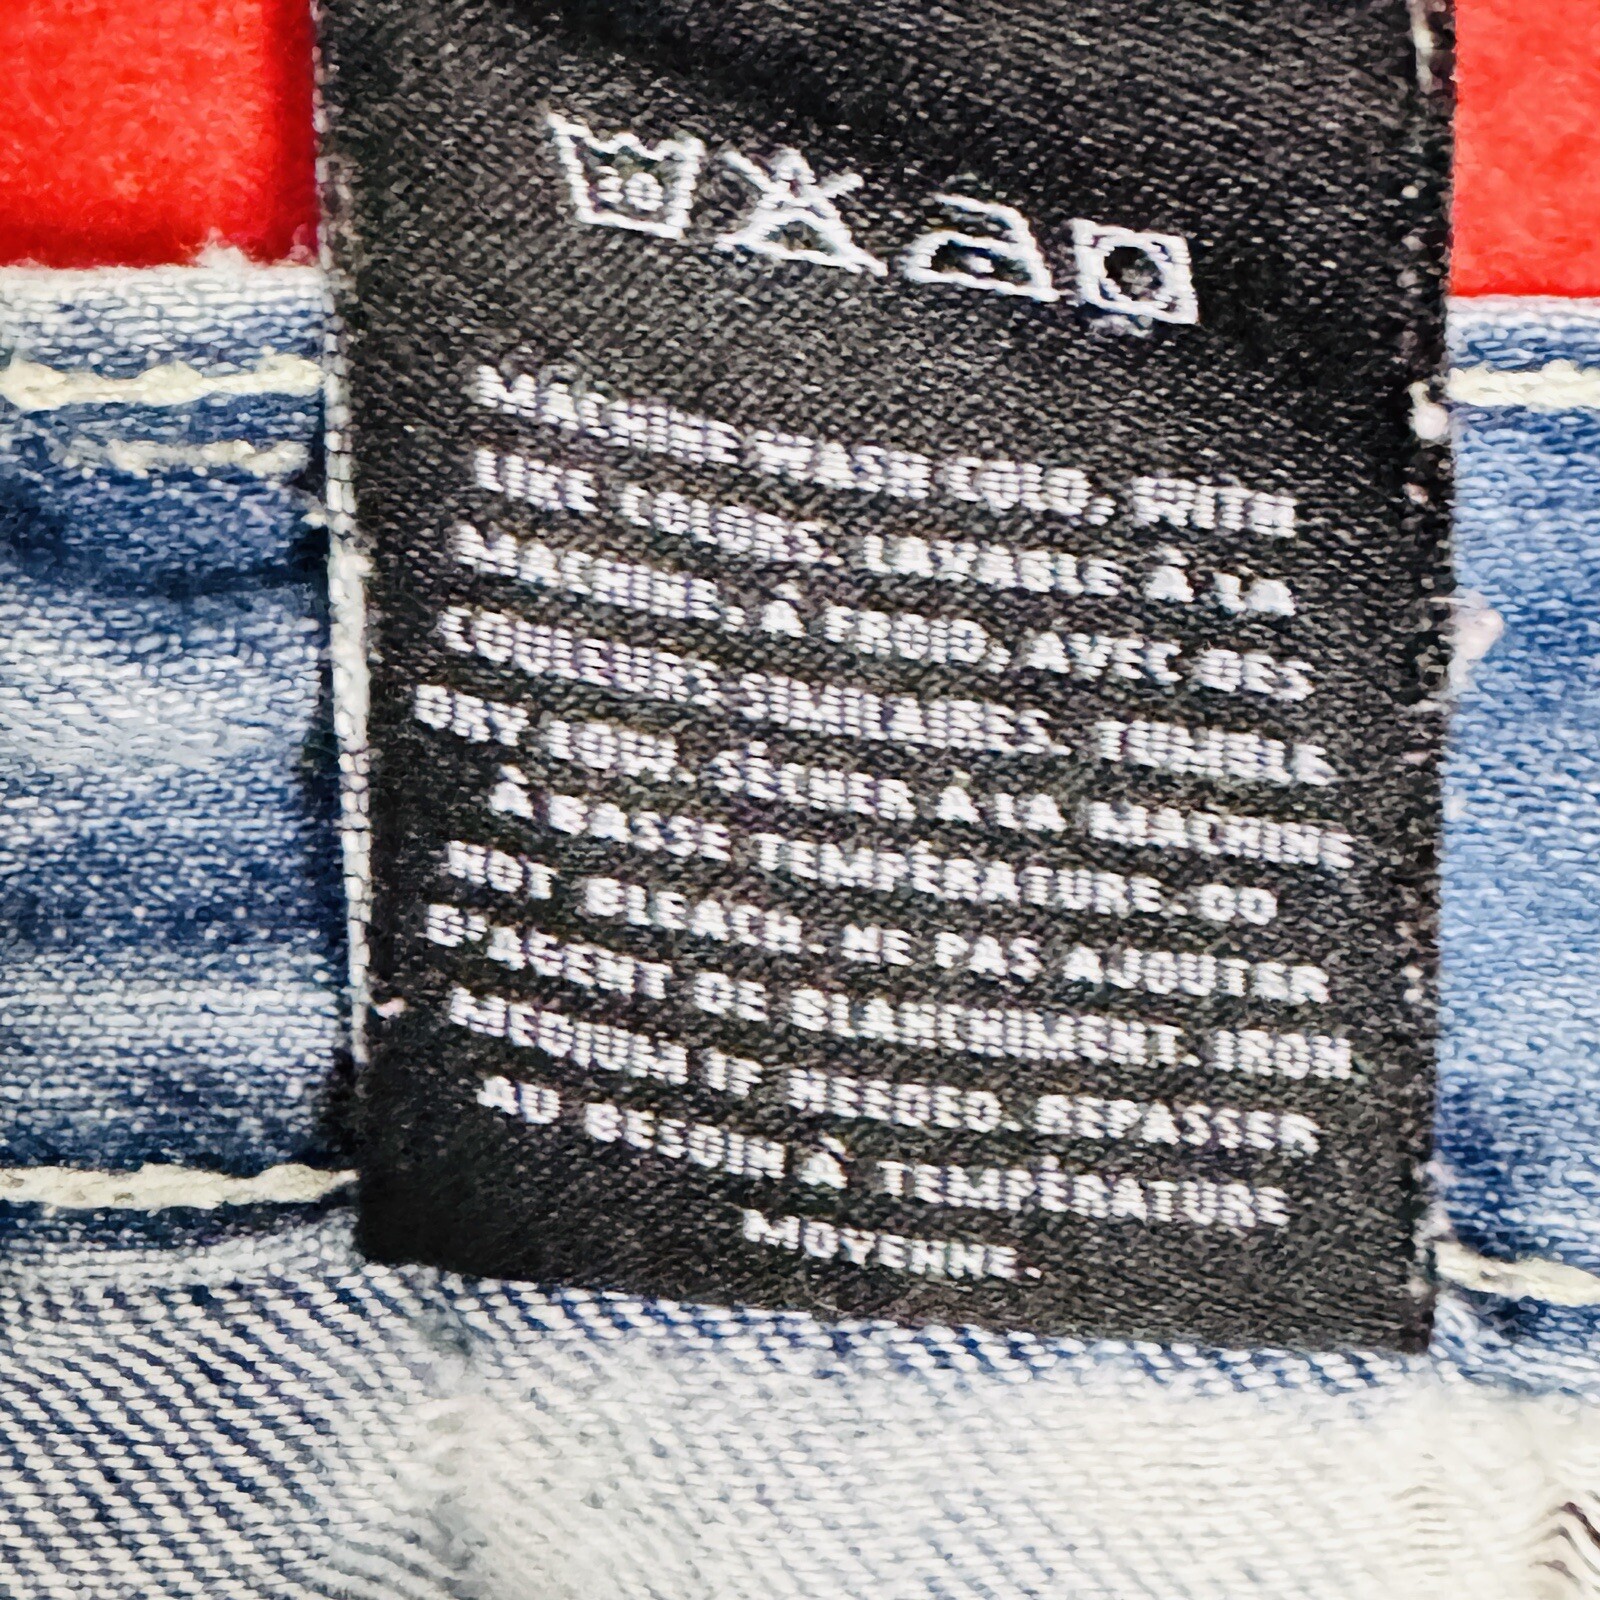 30
MACHINE WASH COLD, WITH
LIKE COLORS. LAVABLE À LA
MACHINE, À FROID, AVEC DES
COULEURS SIMILAIRES. TUMBLE
DRY LOW. SÉCHER À LA MACHINE
À BASSE TEMPÉRATURE. DO
NOT BLEACH. NE PAS AJOUTER
D'AGENT DE BLANCHIMENT. IRON
MEDIUM IF NEEDED. REPASSER
AU BESOIN À TEMPÉRATURE
MOYENNE.